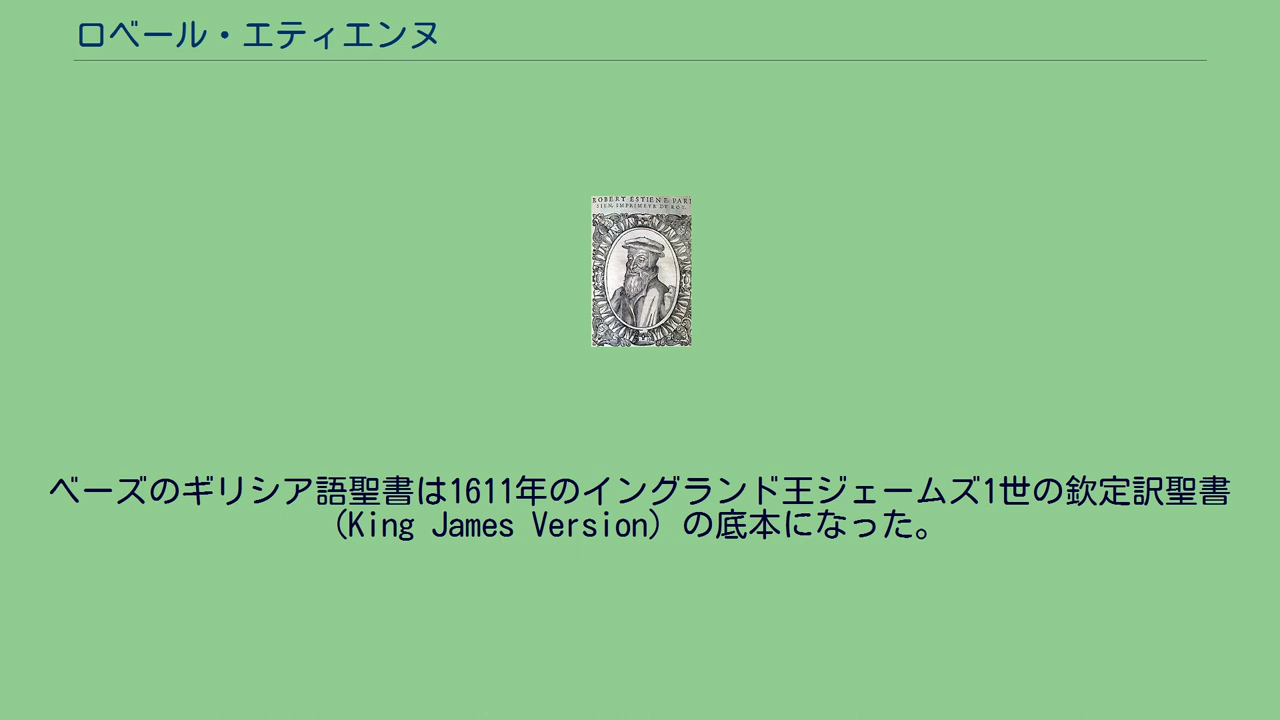 ロベール・エティエンヌ
ROBERT ESTIENE PARI
SIEN, IMPRIMEVR DV ROY.
ベーズのギリシア語聖書は1611年のイングランド王ジェームズ1世の欽定訳聖書
(King James Version) の底本になった。